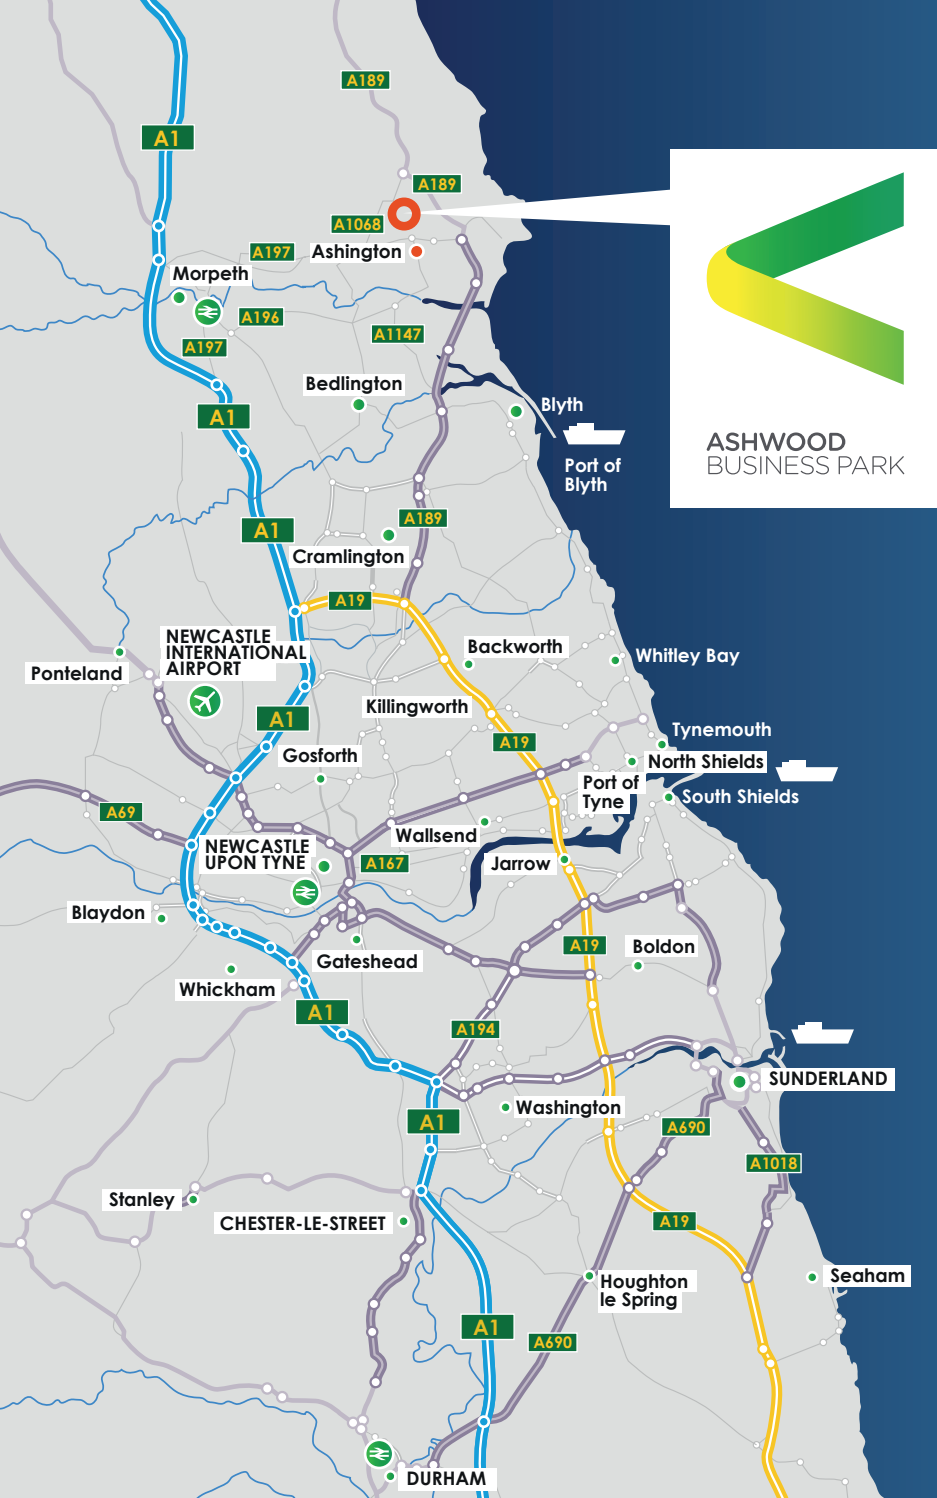 A189
A1
A189
A1068
A197
Ashington
Morpeth
A196
A1147
A197
Bedlington
Blyth
A1
Port of
Blyth
ASHWOOD
BUSINESS PARK
A189
A1
Cramlington
A19
NEWCASTLE
INTERNATIONAL
AIRPORT
Backworth
Whitley Bay
Ponteland
Killingworth
A1
Tynemouth
A19
Gosforth
North Shields
Port of
Tyne
South Shields
A69
Wallsend
NEWCASTLE
UPON TYNE
A167
Jarrow
Blaydon
A19
Boldon
Gateshead
Whickham
A1
A194
SUNDERLAND
Washington
A1
A690
A1018
Stanley
CHESTER-LE-STREET
A19
Seaham
Houghton
le Spring
A1
A690
DURHAM